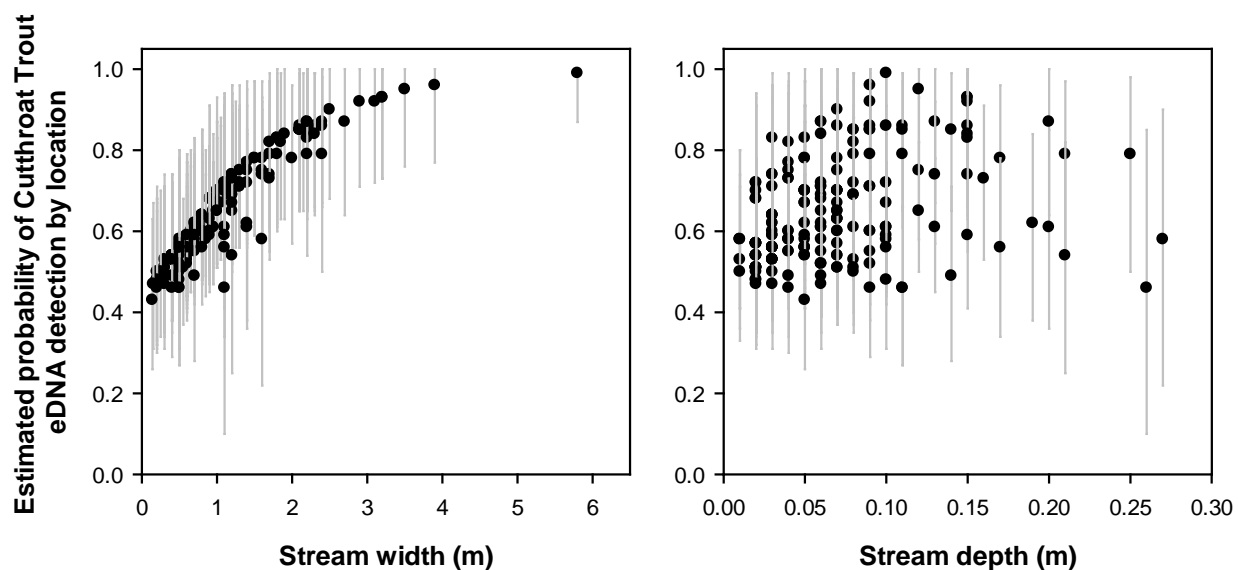 Estimated probability of Cutthroat Trout
eDNA detection by location
1.0
0.8
0.6
0.4
0.2
0.0
0 1 2 3 4 5 6
Stream width (m)
1.0
0.8
0.6
0.4
0.2
0.0
0.00 0.05 0.10 0.15 0.20 0.25 0.30
Stream depth (m)